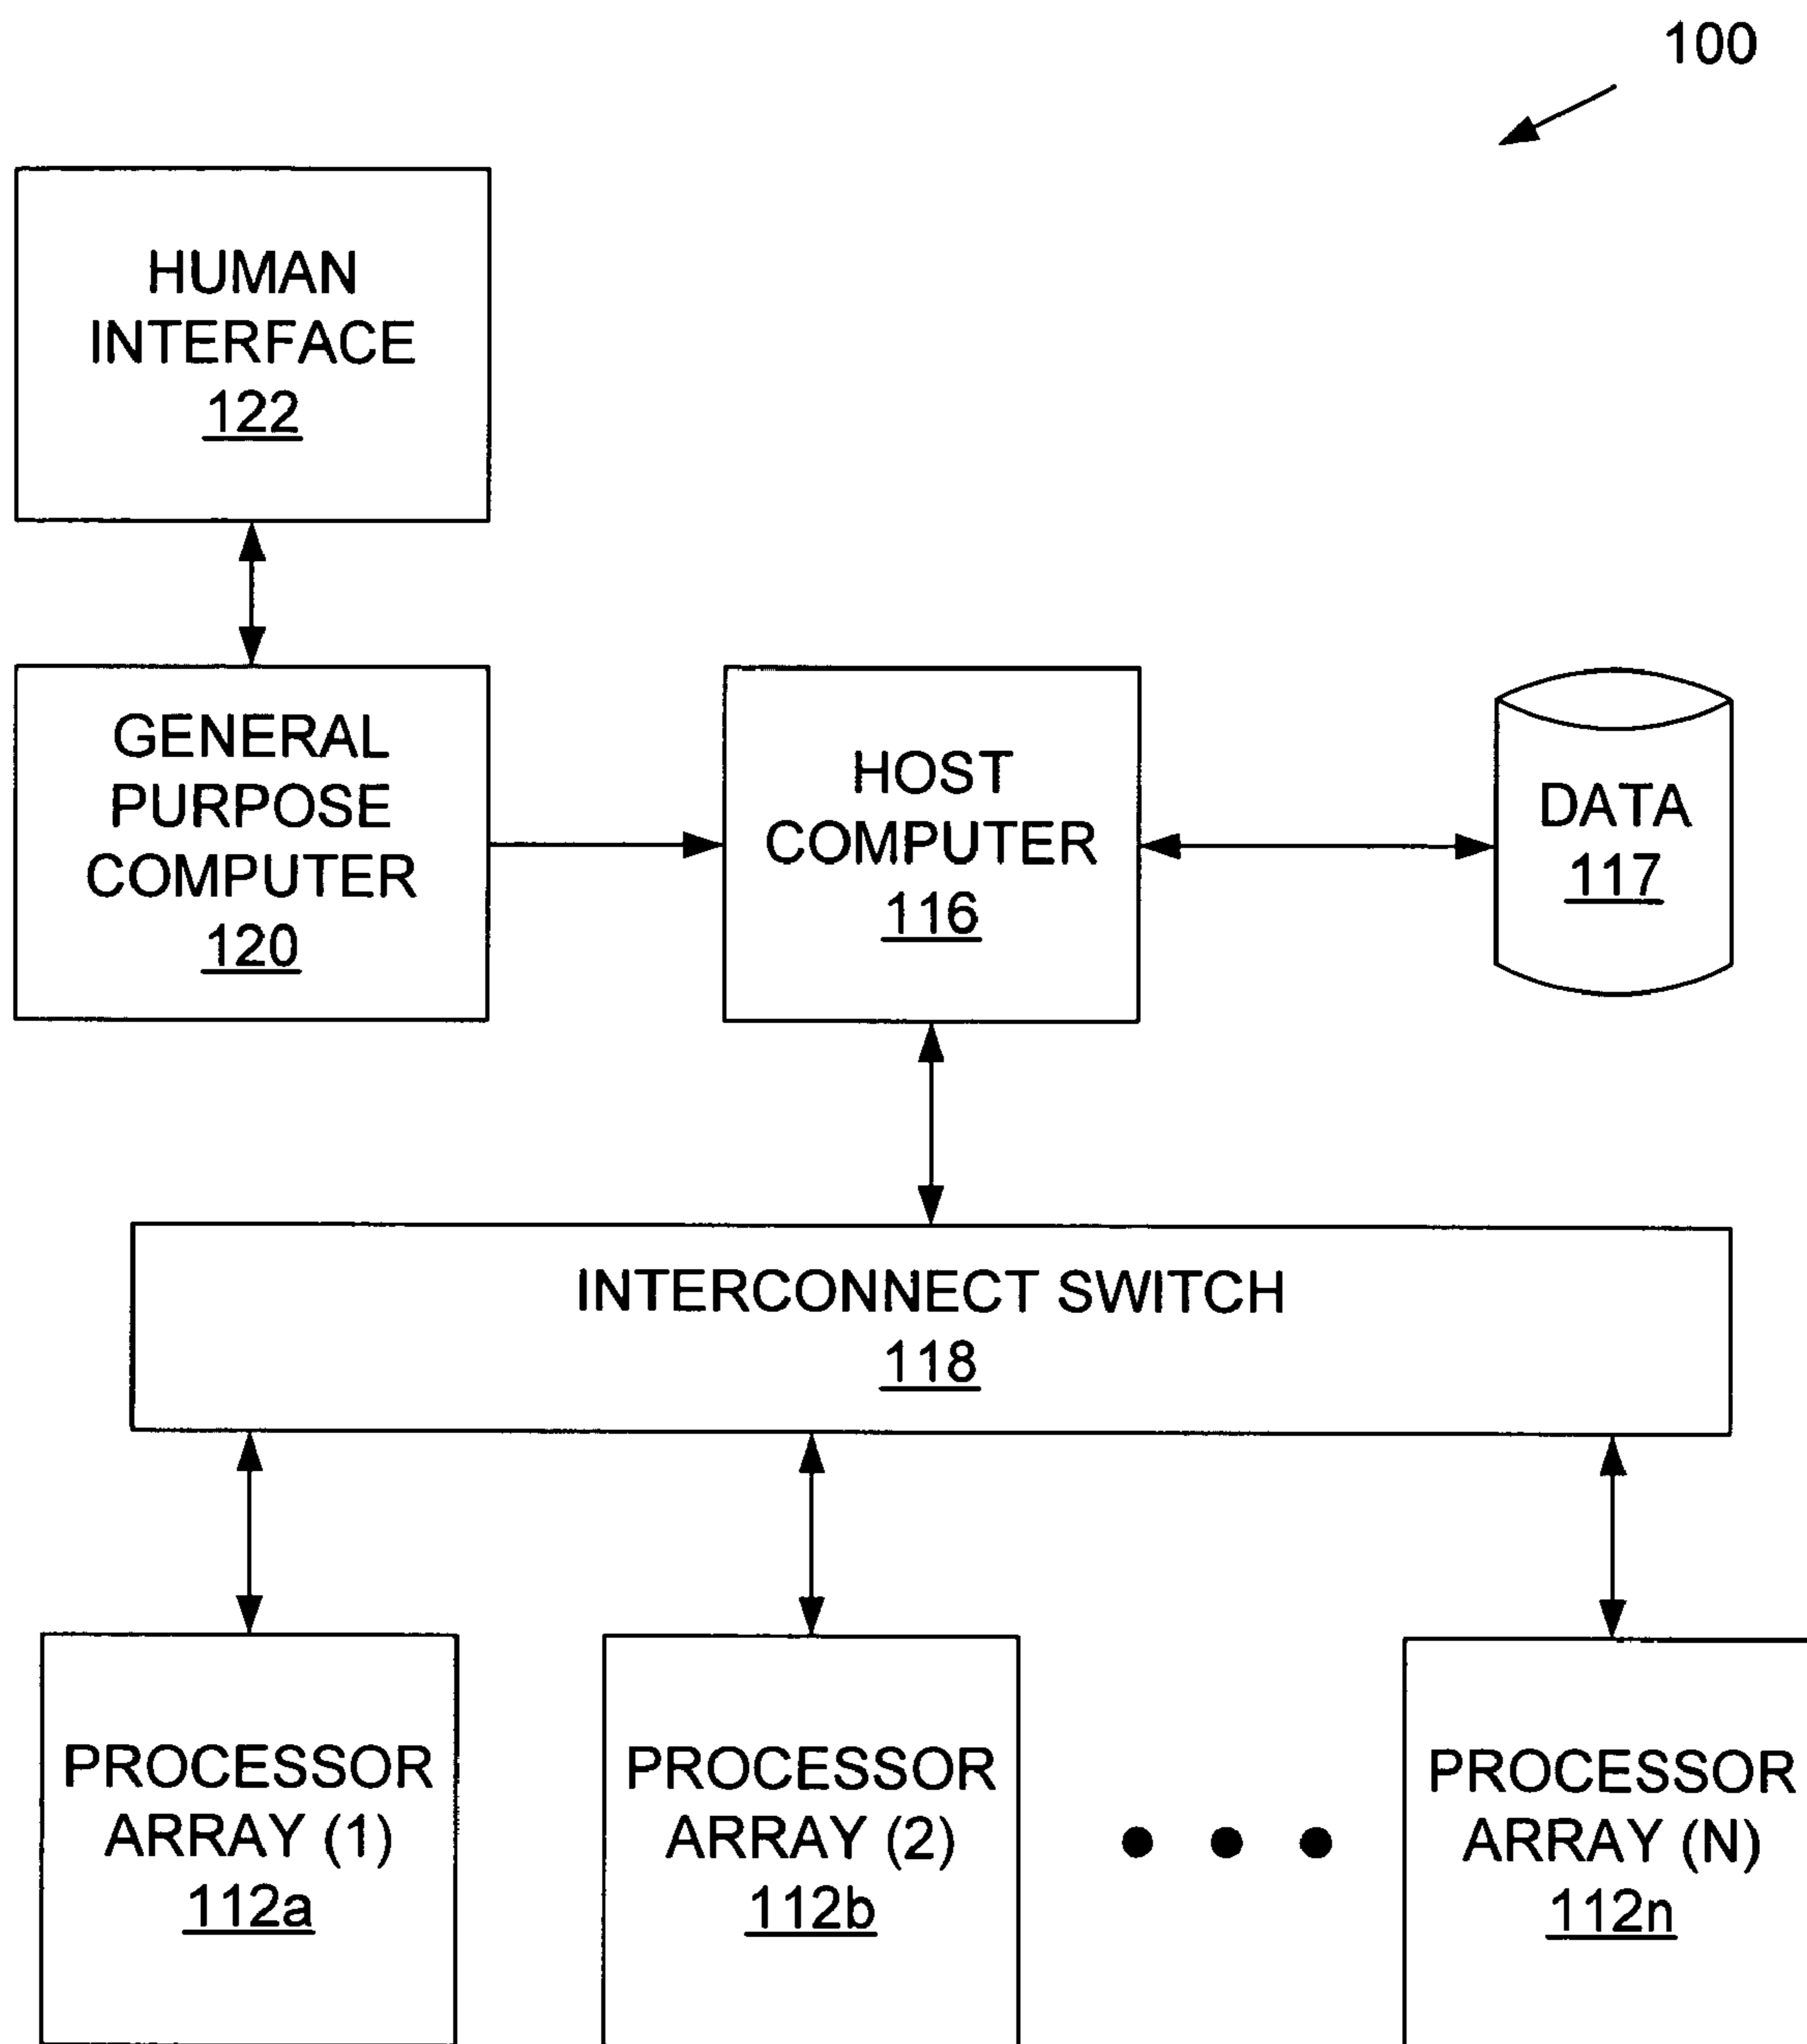 100
HUMAN
INTERFACE
122
GENERAL
PURPOSE
COMPUTER
120
HOST
COMPUTER
116
DATA
117
INTERCONNECT SWITCH
118
PROCESSOR
ARRAY (1)
112a
PROCESSOR
ARRAY (2)
112b
PROCESSOR
ARRAY (N)
112n